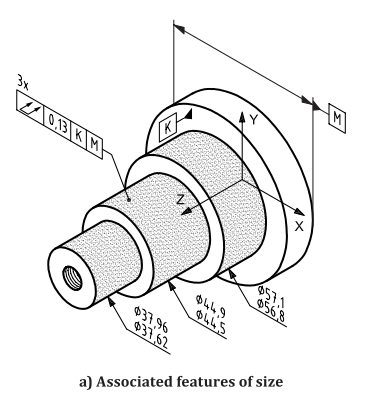 3x
0,13 K M
K
M
Y
Z
X
Ø57,1
Ø56,8
Ø44,9
Ø44,5
Ø37,96
Ø37,62
a) Associated features of size